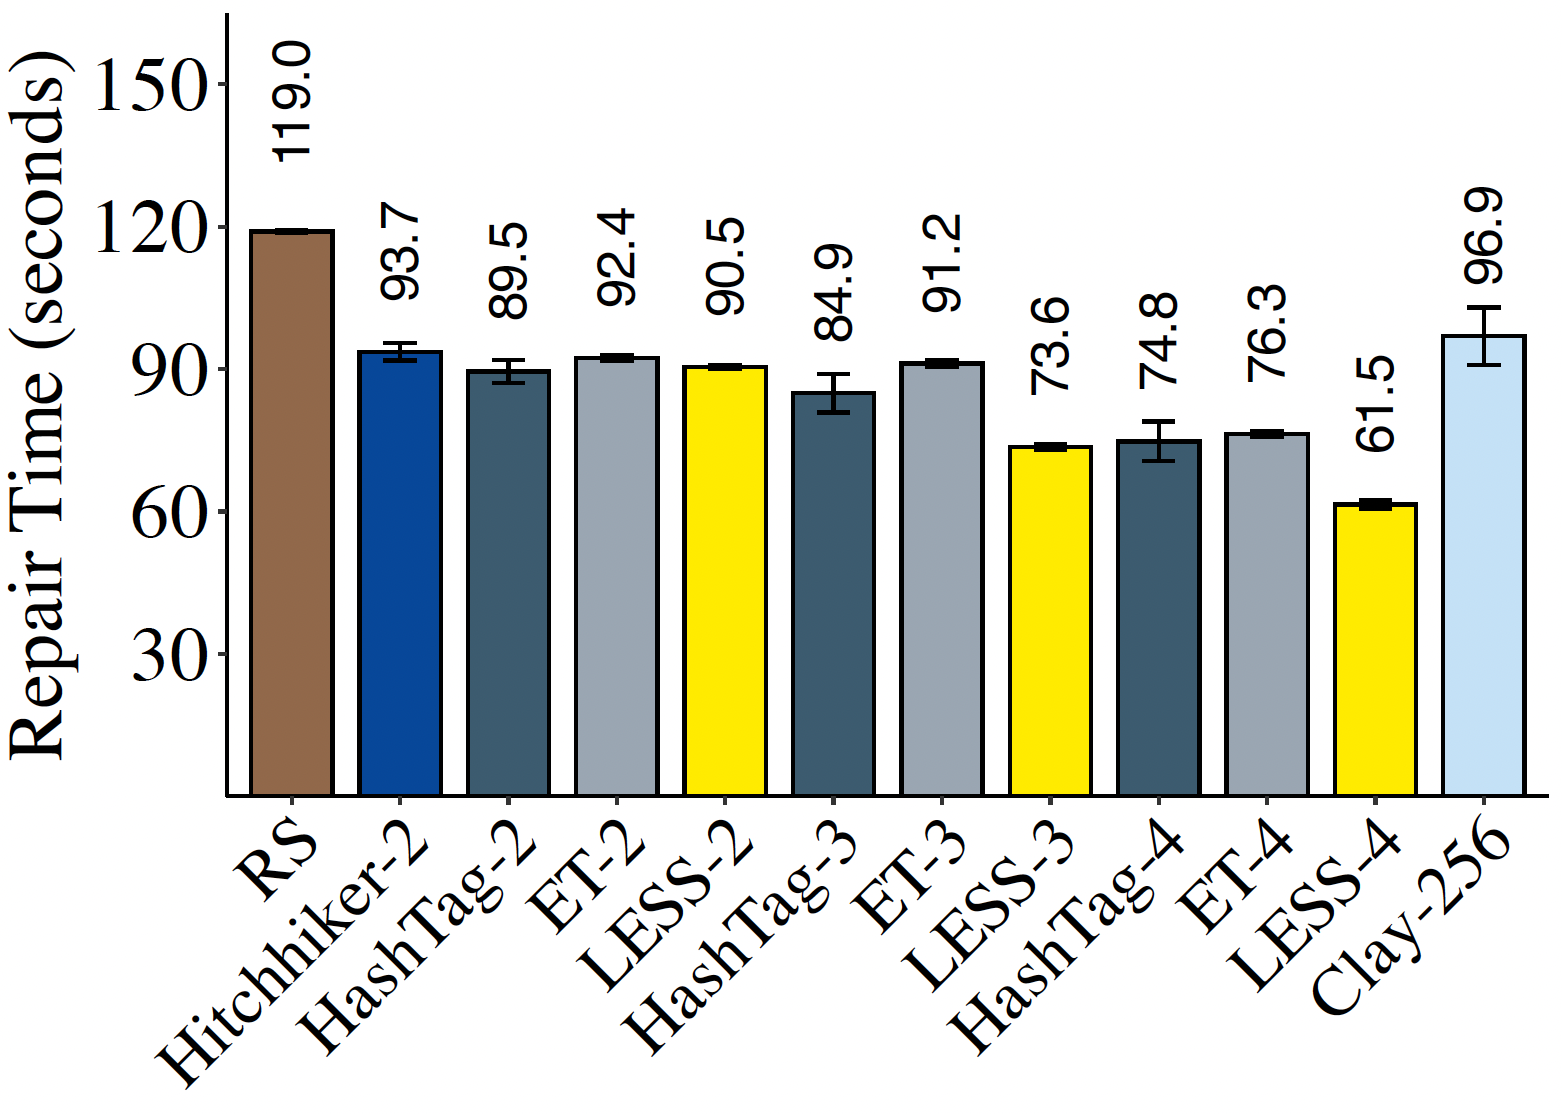 Repair Time (seconds)
150
120
90
60
30
119.0
93.7
89.5
92.4
90.5
84.9
91.2
73.6
74.8
76.3
61.5
96.9
RS
Hitchhiker-2
HashTag-2
ET-2
LESS-2
HashTag-3
ET-3
LESS-3
HashTag-4
ET-4
LESS-4
Clay-256